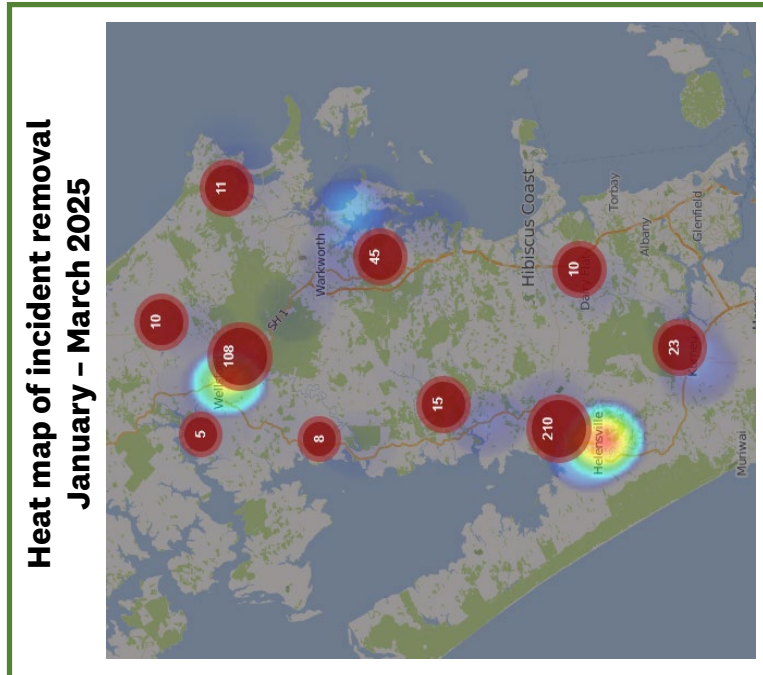 Heat map of incident removal
January – March 2025
11
10
45
Warkworth
SH 1
108
5
8
15
Hibiscus Coast
Torbay
10
Albany
Glenfield
23
210
Helensville
Muriwai